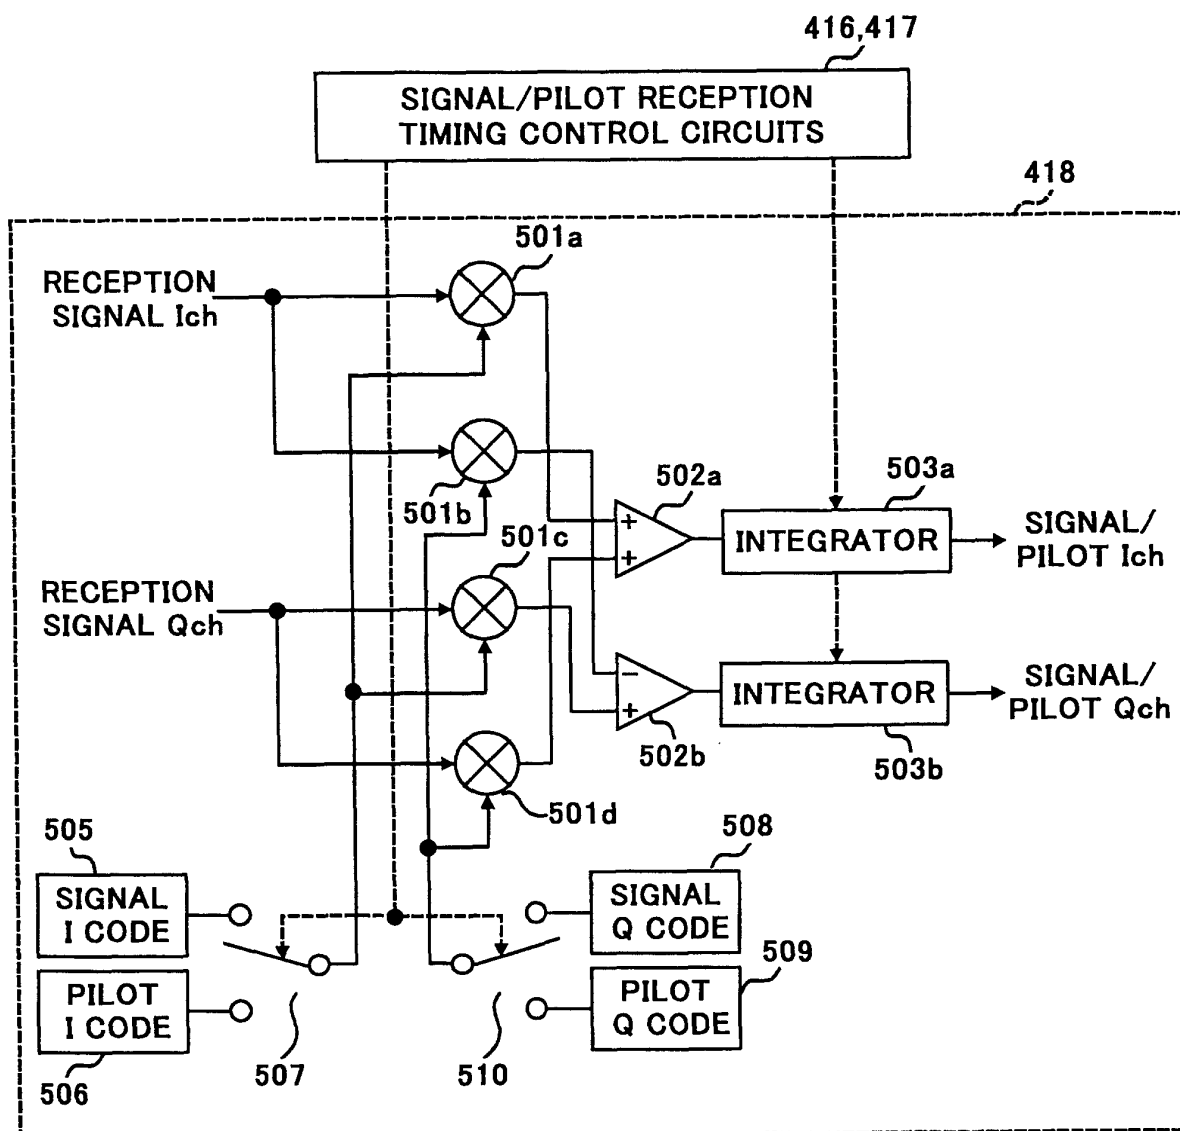 416,417
SIGNAL/PILOT RECEPTION
TIMING CONTROL CIRCUITS
418
501a
RECEPTION
SIGNAL Ich
501b
501c
502a
503a
+
+
INTEGRATOR
SIGNAL/
PILOT Ich
RECEPTION
SIGNAL Qch
−
+
INTEGRATOR
SIGNAL/
PILOT Qch
502b
503b
501d
505
508
SIGNAL
I CODE
SIGNAL
Q CODE
509
PILOT
I CODE
PILOT
Q CODE
506
507
510